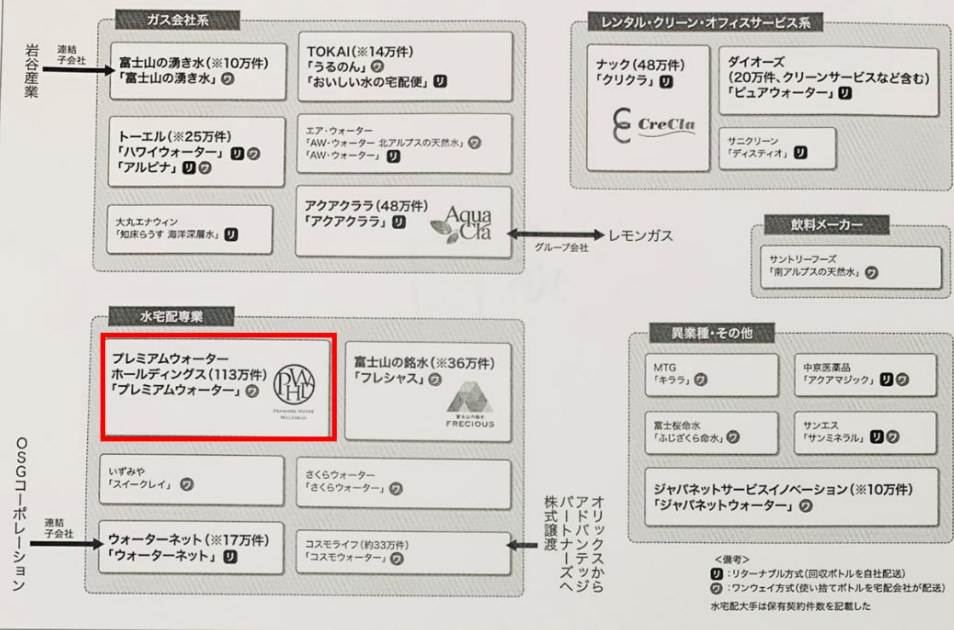 ガス会社系
岩谷産業
連結
子会社
富士山の湧き水(※10万件)
「富士山の湧き水」ワ
TOKAI(※14万件)
「うるのん」ワ
「おいしい水の宅配便」リ
トーエル(※25万件)
「ハワイウォーター」リワ
「アルピナ」リワ
エア・ウォーター
「AW・ウォーター 北アルプスの天然水」ワ
「AW・ウォーター」リ
大丸エナウィン
「知床らうす 海洋深層水」リ
アクアクララ(48万件)
「アクアクララ」リ
Aqua
Cla
グループ会社
レモンガス
レンタル・クリーン・オフィスサービス系
ナック(48万件)
「クリクラ」リ
CreCla
ダイオーズ
(20万件、クリーンサービスなど含む)
「ピュアウォーター」リ
サニクリーン
「ディスティオ」リ
飲料メーカー
サントリーフーズ
「南アルプスの天然水」ワ
水宅配専業
プレミアムウォーター
ホールディングス(113万件)
「プレミアムウォーター」ワ
PWHD
PREMIUM WATER
HOLDINGS
富士山の銘水(※36万件)
「フレシャス」ワ
富士山の銘水
FRECIOUS
いずみや
「スイークレイ」ワ
さくらウォーター
「さくらウォーター」ワ
OSGコーポレーション
連結
子会社
ウォーターネット(※17万件)
「ウォーターネット」リ
コスモライフ(約33万件)
「コスモウォーター」ワ
オリックスから
アドバンテッジ
パートナーズへ
株式譲渡
異業種・その他
MTG
「キララ」ワ
中京医薬品
「アクアマジック」リワ
富士桜命水
「ふじざくら命水」ワ
サンエス
「サンミネラル」リワ
ジャパネットサービスイノベーション(※10万件)
「ジャパネットウォーター」ワ
<備考>
リ:リターナブル方式(回収ボトルを自社配送)
ワ:ワンウェイ方式(使い捨てボトルを宅配会社が配送)
水宅配大手は保有契約件数を記載した